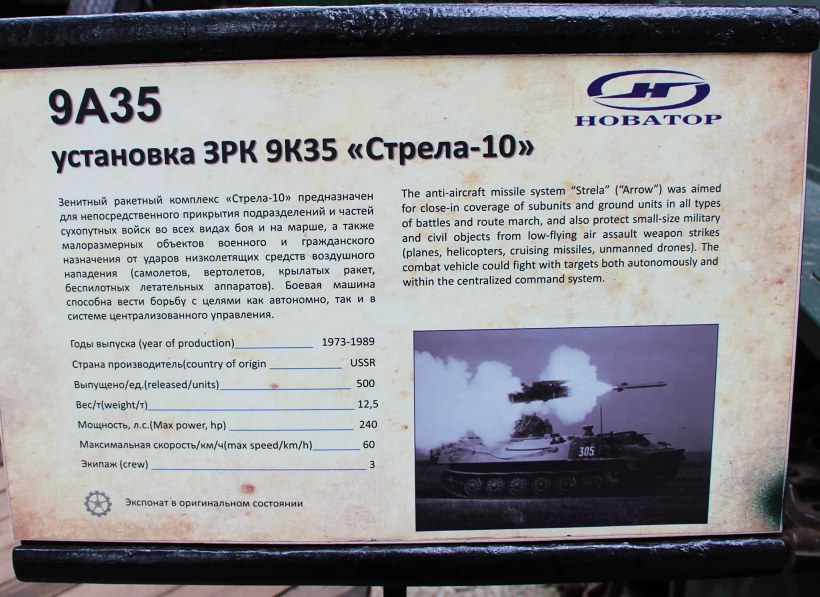 9А35
НОВАТОР
установка ЗРК 9К35 «Стрела-10»
Зенитный ракетный комплекс «Стрела-10» предназначен
для непосредственного прикрытия подразделений и частей
сухопутных войск во всех видах боя и на марше, а также
малоразмерных объектов военного и гражданского
назначения от ударов низколетящих средств воздушного
нападения (самолетов, вертолетов, крылатых ракет,
беспилотных летательных аппаратов). Боевая машина
способна вести борьбу с целями как автономно, так и в
системе централизованного управления.
The anti-aircraft missile system “Strela” (“Arrow”) was aimed
for close-in coverage of subunits and ground units in all types
of battles and route march, and also protect small-size military
and civil objects from low-flying air assault weapon strikes
(planes, helicopters, cruising missiles, unmanned drones). The
combat vehicle could fight with targets both autonomously and
within the centralized command system.
Годы выпуска (year of production)____________ 1973-1989
Страна производитель(country of origin ____________ USSR
Выпущено/ед.(released/units)____________________ 500
Вес/т(weight/т)________________________________ 12,5
Мощность, л.с.(Max power, hp) ____________________ 240
Максимальная скорость/км/ч(max speed/km/h)________ 60
Экипаж (crew) ________________________________ 3
Экспонат в оригинальном состоянии
305